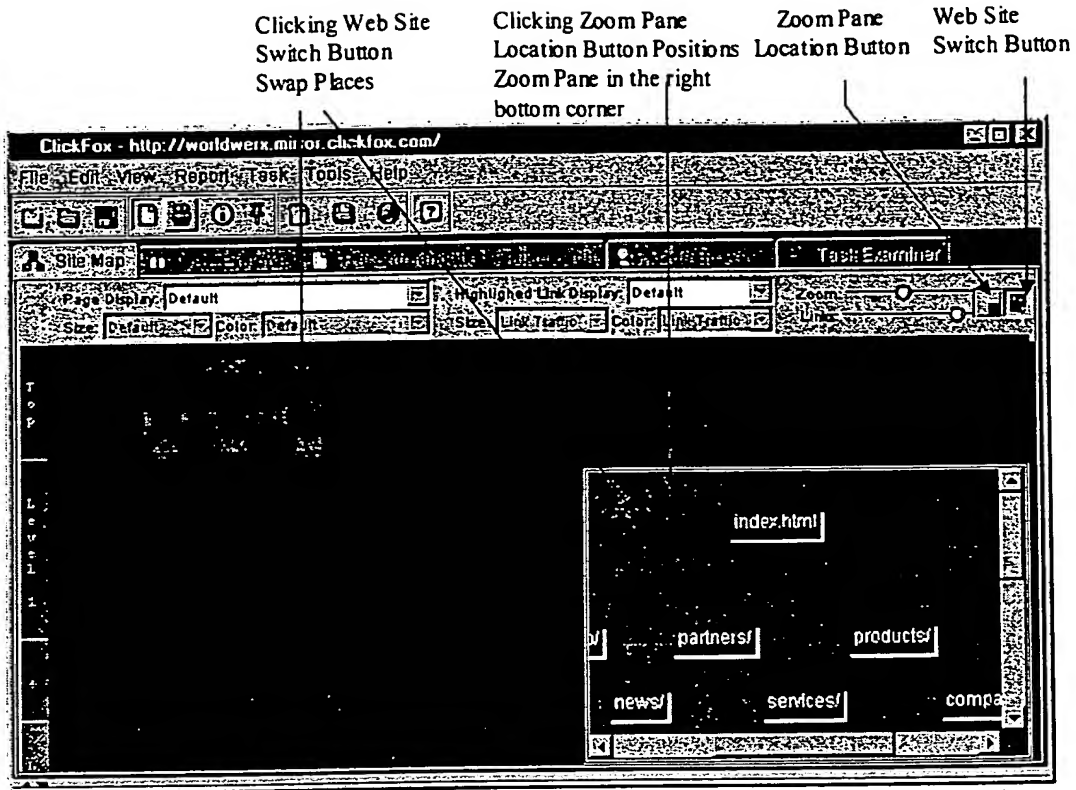 Clicking Web Site
Switch Button
Swap Places
Clicking Zoom Pane
Location Button Positions
Zoom Pane in the right
bottom corner
Zoom Pane
Location Button
Web Site
Switch Button
ClickFox - http://worldwerx.mirror.clickfox.com/
File Edit View Report Task Tools Help
Site Map
Task Examiner
Page Display: Default
Highlighed Link Display: Default
Zoom
Size: Default Color: Default
Size: Link Traffic Color: Link Traffic
Links
Top
Level
index.html
partners/
products/
news/
services/
compa